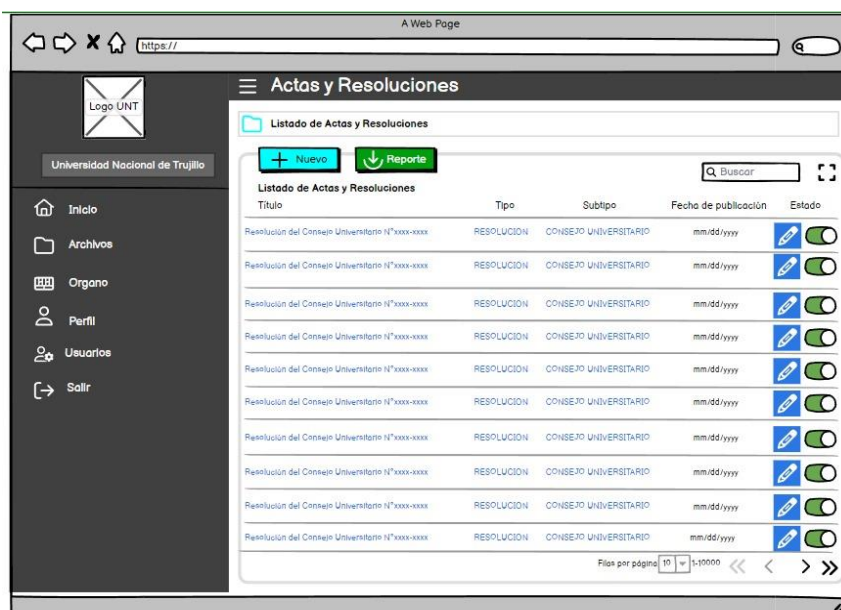 A Web Page
https://
Logo UNT
Universidad Nacional de Trujillo
Inicio
Archivos
Organo
Perfil
Usuarios
Salir
Actas y Resoluciones
Listado de Actas y Resoluciones
Nuevo Reporte
Buscar
Listado de Actas y Resoluciones
Título Tipo Subtipo Fecha de publicación Estado
Resolución del Consejo Universitario N°xxxx-xxxx RESOLUCION CONSEJO UNIVERSITARIO mm/dd/yyyy
Resolución del Consejo Universitario N°xxxx-xxxx RESOLUCION CONSEJO UNIVERSITARIO mm/dd/yyyy
Resolución del Consejo Universitario N°xxxx-xxxx RESOLUCION CONSEJO UNIVERSITARIO mm/dd/yyyy
Resolución del Consejo Universitario N°xxxx-xxxx RESOLUCION CONSEJO UNIVERSITARIO mm/dd/yyyy
Resolución del Consejo Universitario N°xxxx-xxxx RESOLUCION CONSEJO UNIVERSITARIO mm/dd/yyyy
Resolución del Consejo Universitario N°xxxx-xxxx RESOLUCION CONSEJO UNIVERSITARIO mm/dd/yyyy
Resolución del Consejo Universitario N°xxxx-xxxx RESOLUCION CONSEJO UNIVERSITARIO mm/dd/yyyy
Resolución del Consejo Universitario N°xxxx-xxxx RESOLUCION CONSEJO UNIVERSITARIO mm/dd/yyyy
Resolución del Consejo Universitario N°xxxx-xxxx RESOLUCION CONSEJO UNIVERSITARIO mm/dd/yyyy
Resolución del Consejo Universitario N°xxxx-xxxx RESOLUCION CONSEJO UNIVERSITARIO mm/dd/yyyy
Filas por página 10 1-10000